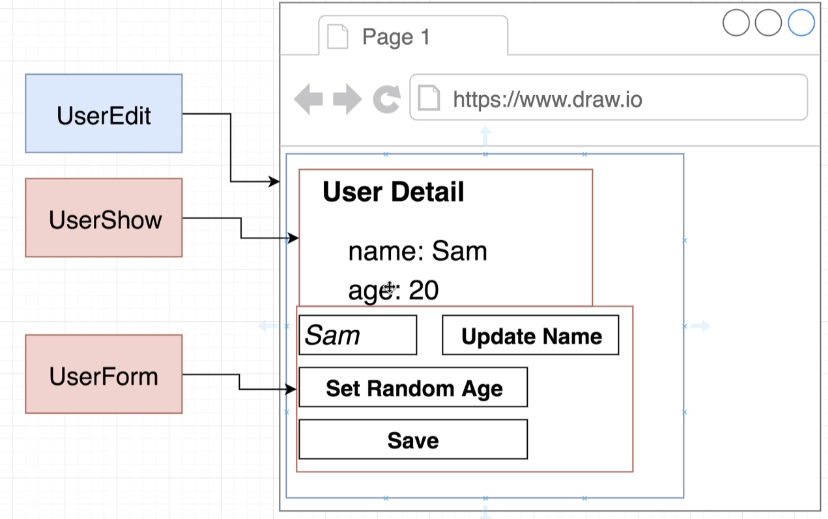 Page 1
https://www.draw.io
UserEdit
UserShow
UserForm
User Detail
name: Sam
age: 20
Sam
Update Name
Set Random Age
Save